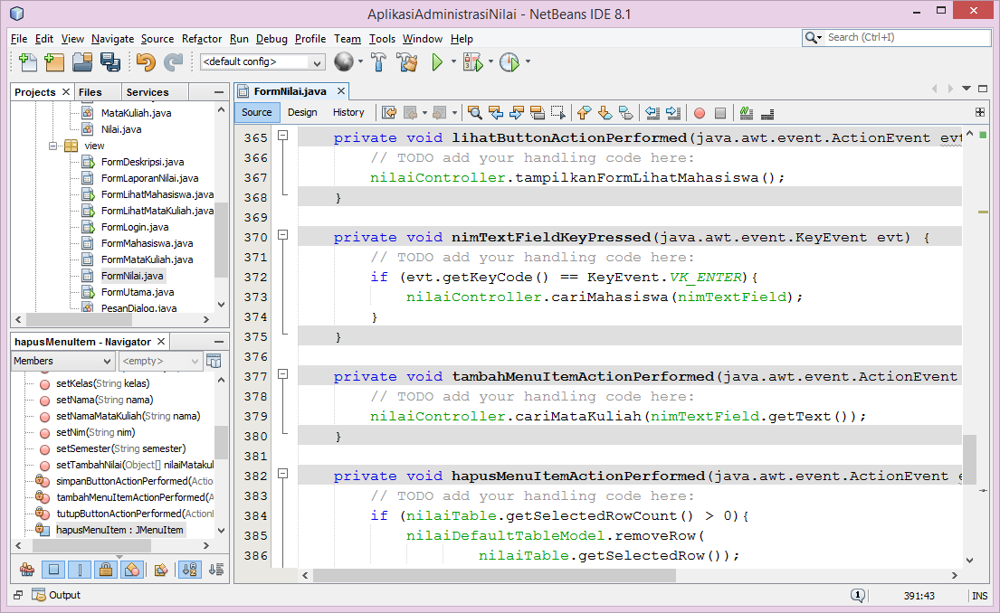 AplikasiAdministrasiNilai - NetBeans IDE 8.1
File Edit View Navigate Source Refactor Run Debug Profile Team Tools Window Help
Search (Ctrl+I)
<default config>
Projects Files Services
MataKuliah.java
Nilai.java
view
FormDeskripsi.java
FormLaporanNilai.java
FormLihatMahasiswa.java
FormLihatMataKuliah.java
FormLogin.java
FormMahasiswa.java
FormMataKuliah.java
FormNilai.java
FormUtama.java
PesanDialog.java
hapusMenuItem - Navigator
Members <empty>
setKelas(String kelas)
setNama(String nama)
setNamaMataKuliah(String nama)
setNim(String nim)
setSemester(String semester)
setTambahNilai(Object[] nilaiMatakul
simpanButtonActionPerformed(Actio
tambahMenuItemActionPerformed(A
tutupButtonActionPerformed(Action
hapusMenuItem : JMenuItem
FormNilai.java
Source Design History
365 private void lihatButtonActionPerformed(java.awt.event.ActionEvent evt
366 // TODO add your handling code here:
367 nilaiController.tampilkanFormLihatMahasiswa();
368 }
369
370 private void nimTextFieldKeyPressed(java.awt.event.KeyEvent evt) {
371 // TODO add your handling code here:
372 if (evt.getKeyCode() == KeyEvent.VK_ENTER){
373 nilaiController.cariMahasiswa(nimTextField);
374 }
375 }
376
377 private void tambahMenuItemActionPerformed(java.awt.event.ActionEvent
378 // TODO add your handling code here:
379 nilaiController.cariMataKuliah(nimTextField.getText());
380 }
381
382 private void hapusMenuItemActionPerformed(java.awt.event.ActionEvent e
383 // TODO add your handling code here:
384 if (nilaiTable.getSelectedRowCount() > 0){
385 nilaiDefaultTableModel.removeRow(
386 nilaiTable.getSelectedRow());
Output
1
391:43
INS